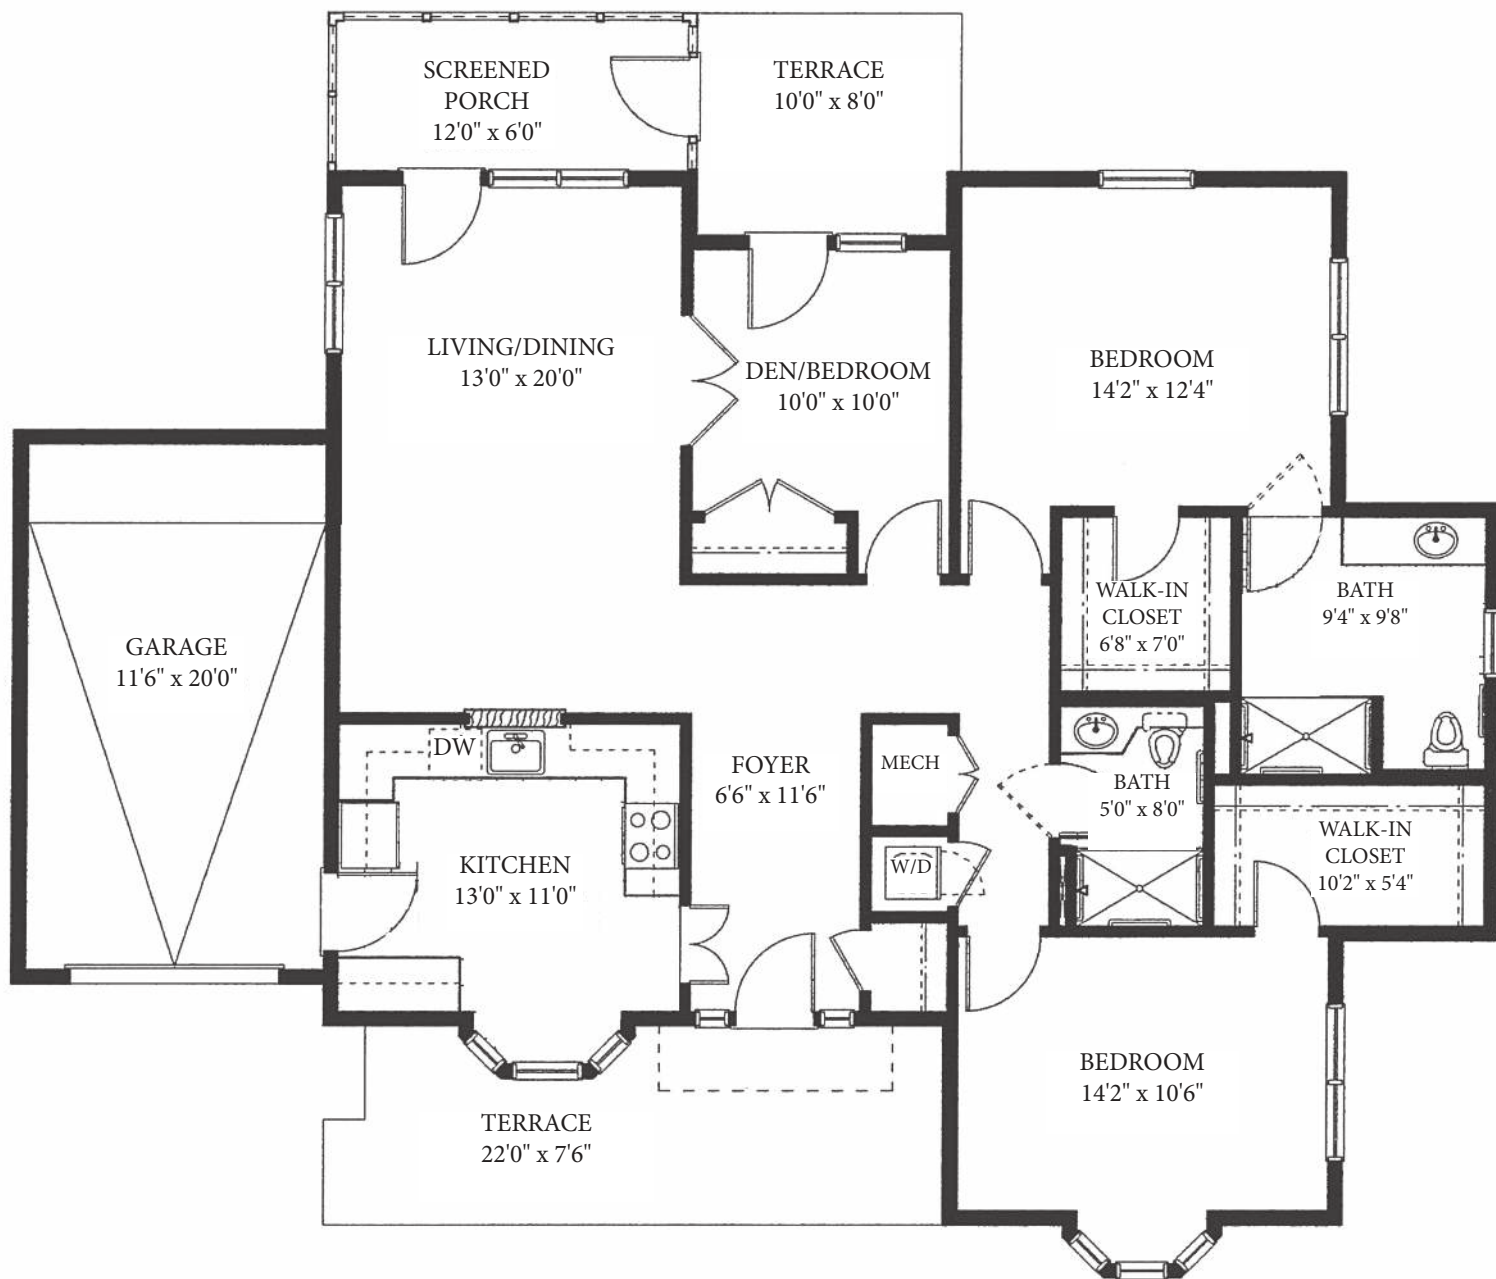 SCREENED
PORCH
12'0" x 6'0"
TERRACE
10'0" x 8'0"
LIVING/DINING
13'0" x 20'0"
DEN/BEDROOM
10'0" x 10'0"
BEDROOM
14'2" x 12'4"
GARAGE
11'6" x 20'0"
WALK-IN
CLOSET
6'8" x 7'0"
BATH
9'4" x 9'8"
DW
FOYER
6'6" x 11'6"
MECH
BATH
5'0" x 8'0"
KITCHEN
13'0" x 11'0"
W/D
WALK-IN
CLOSET
10'2" x 5'4"
BEDROOM
14'2" x 10'6"
TERRACE
22'0" x 7'6"